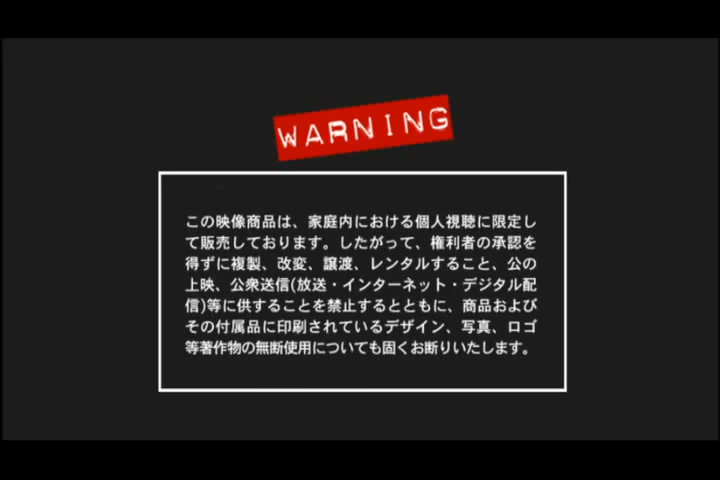 WARNING
この映像商品は、家庭内における個人視聴に限定し
て販売しております。したがって、権利者の承認を
得ずに複製、改変、譲渡、レンタルすること、公の
上映、公衆送信(放送・インターネット・デジタル配
信)等に供することを禁止するとともに、商品および
その付属品に印刷されているデザイン、写真、ロゴ
等著作物の無断使用についても固くお断りいたします。